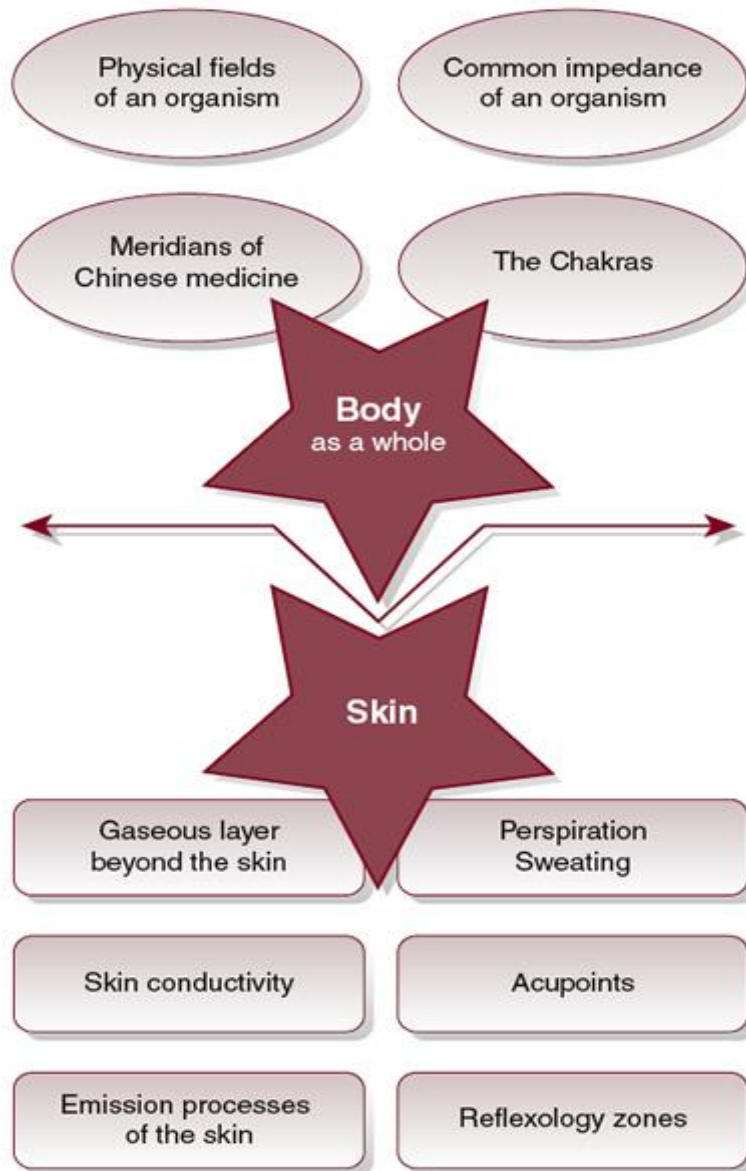 Physical fields
of an organism
Common impedance
of an organism
Meridians of
Chinese medicine
The Chakras
Body
as a whole
Skin
Gaseous layer
beyond the skin
Perspiration
Sweating
Skin conductivity
Acupoints
Emission processes
of the skin
Reflexology zones